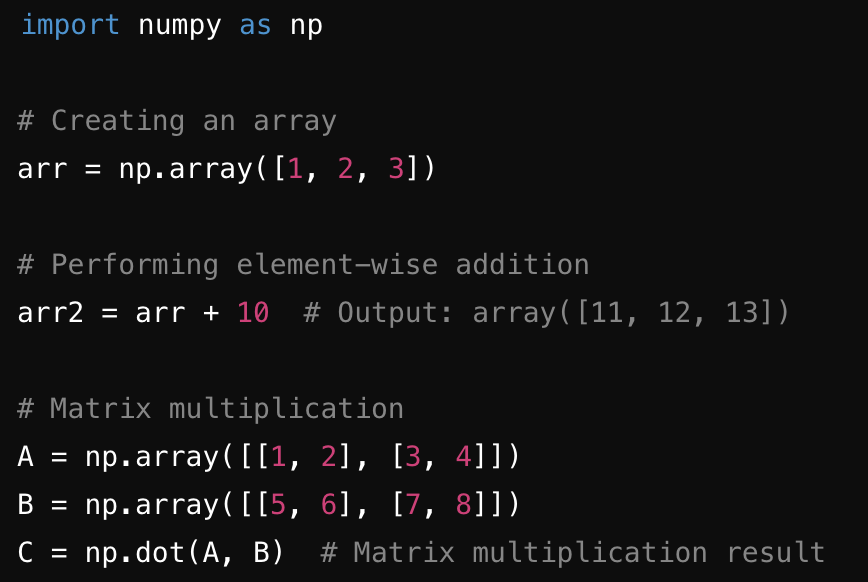 import numpy as np
# Creating an array
arr = np.array([1, 2, 3])
# Performing element-wise addition
arr2 = arr + 10  # Output: array([11, 12, 13])
# Matrix multiplication
A = np.array([[1, 2], [3, 4]])
B = np.array([[5, 6], [7, 8]])
C = np.dot(A, B)  # Matrix multiplication result